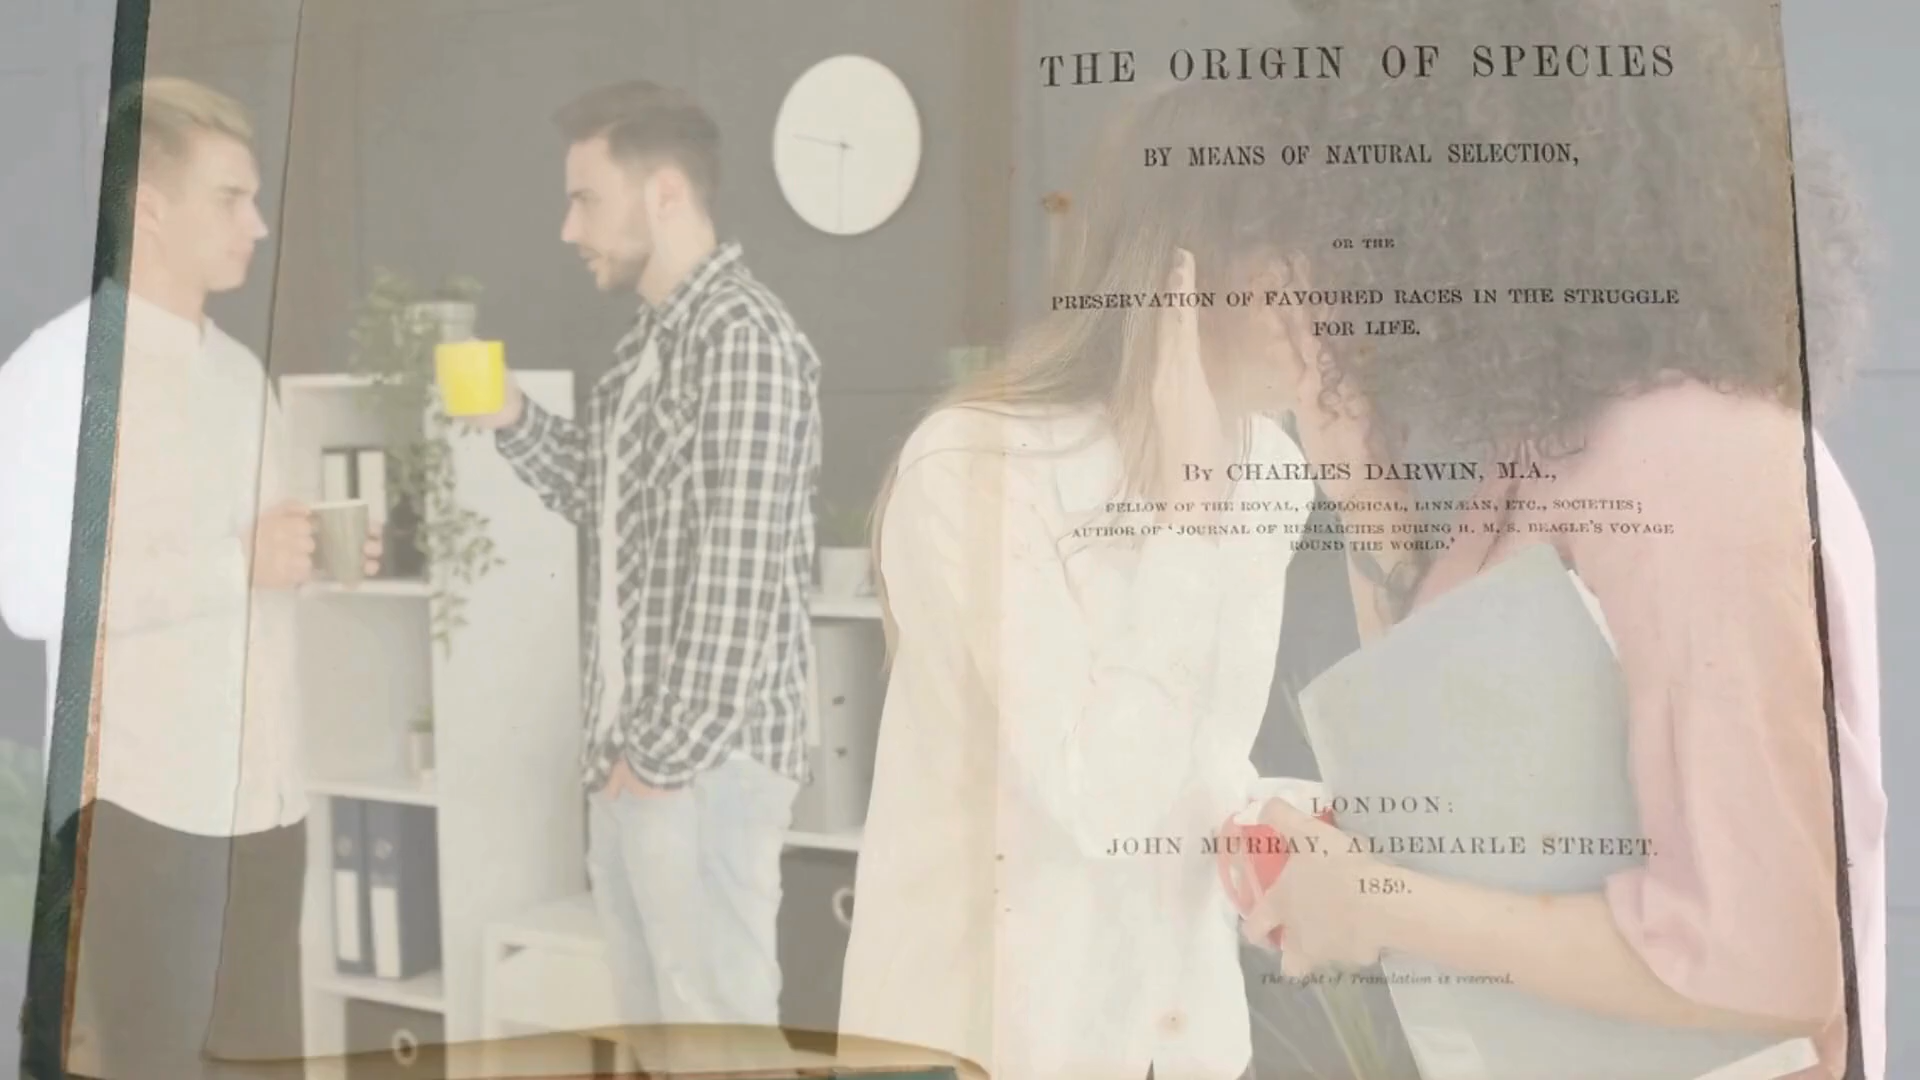 THE ORIGIN OF SPECIES
BY MEANS OF NATURAL SELECTION,
OR THE
PRESERVATION OF FAVOURED RACES IN THE STRUGGLE
FOR LIFE.
BY CHARLES DARWIN, M.A.,
FELLOW OF THE ROYAL, GEOLOGICAL, LINNÆAN, ETC., SOCIETIES;
AUTHOR OF 'JOURNAL OF RESEARCHES DURING H. M. S. BEAGLE'S VOYAGE
ROUND THE WORLD.'
LONDON:
JOHN MURRAY, ALBEMARLE STREET.
1859.
The right of Translation is reserved.